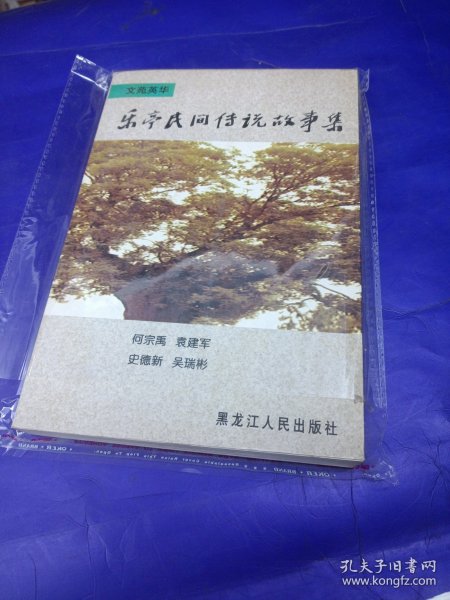 文苑英华
乐亭民间传说故事集
何宗禹 袁建军
史德新 吴瑞彬
黑龙江人民出版社
孔夫子旧书网
www.kongfz.com